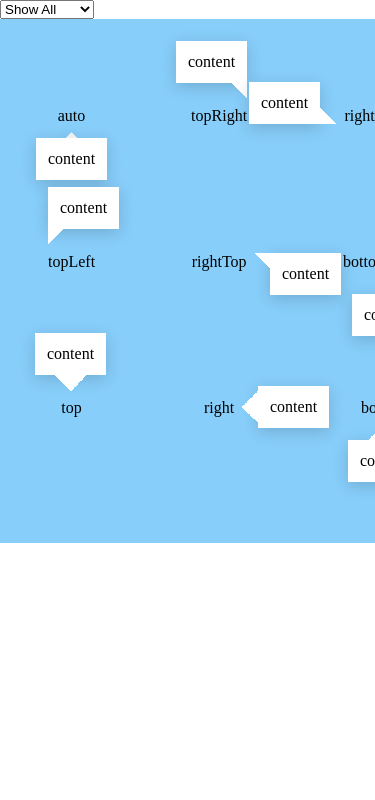 Show All
content
content
auto
topRight
right
content
content
topLeft
rightTop
content
botto
co
content
top
right
content
bo
co